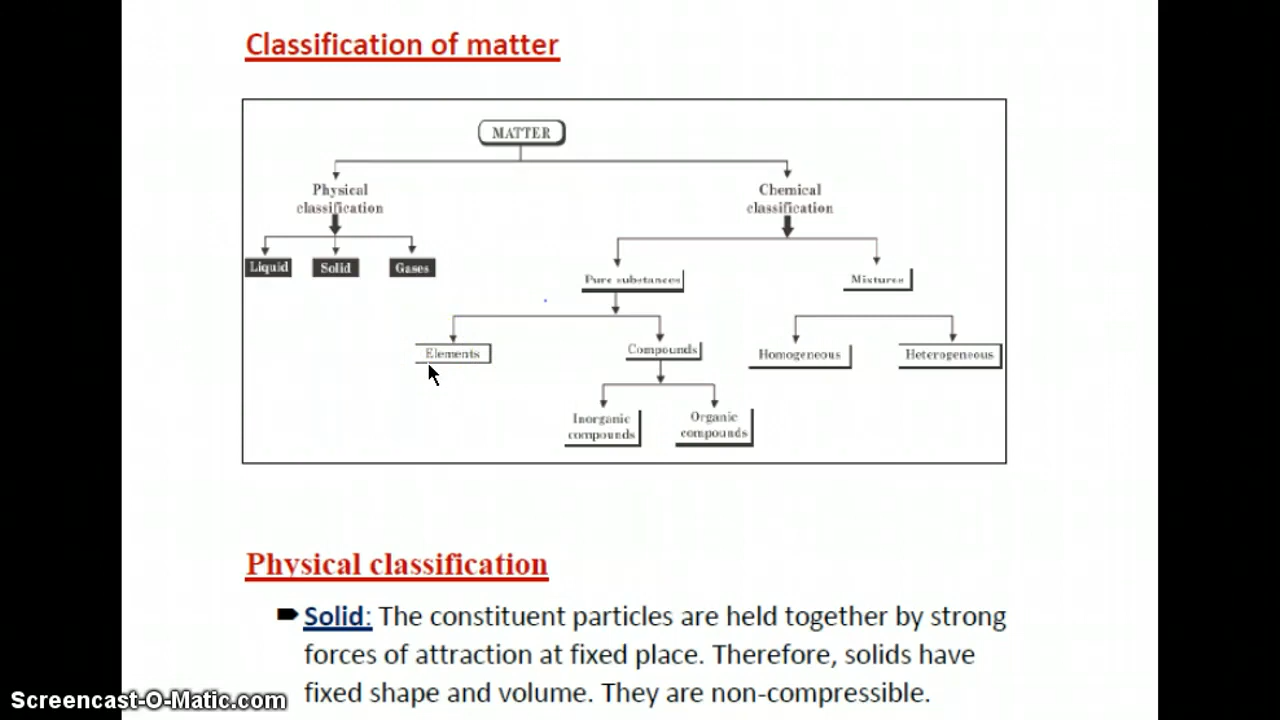 Classification of matter
MATTER
Physical
classification
Chemical
classification
Liquid
Solid
Gases
Pure substances
Mixtures
Elements
Compounds
Homogeneous
Heterogeneous
Inorganic
compounds
Organic
compounds
Physical classification
Solid: The constituent particles are held together by strong
forces of attraction at fixed place. Therefore, solids have
fixed shape and volume. They are non-compressible.
Screencast-O-Matic.com